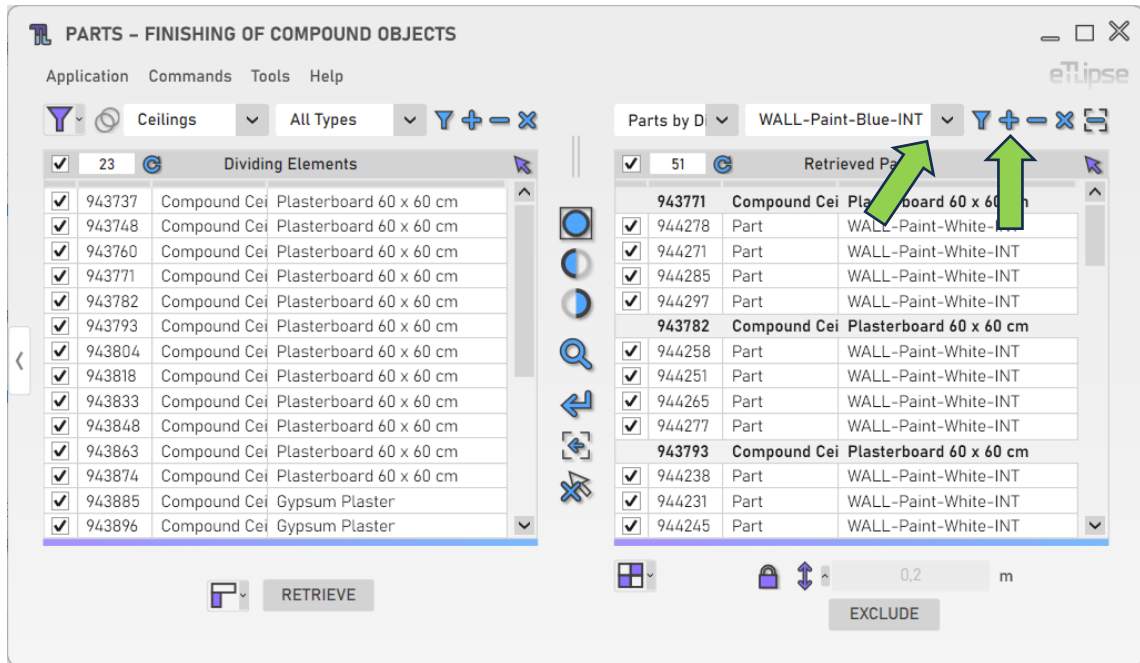 PARTS – FINISHING OF COMPOUND OBJECTS
Application Commands Tools Help
eTLipse
Ceilings All Types
Parts by Di WALL-Paint-Blue-INT
23 Dividing Elements
943737 Compound Cei Plasterboard 60 x 60 cm
943748 Compound Cei Plasterboard 60 x 60 cm
943760 Compound Cei Plasterboard 60 x 60 cm
943771 Compound Cei Plasterboard 60 x 60 cm
943782 Compound Cei Plasterboard 60 x 60 cm
943793 Compound Cei Plasterboard 60 x 60 cm
943804 Compound Cei Plasterboard 60 x 60 cm
943818 Compound Cei Plasterboard 60 x 60 cm
943833 Compound Cei Plasterboard 60 x 60 cm
943848 Compound Cei Plasterboard 60 x 60 cm
943863 Compound Cei Plasterboard 60 x 60 cm
943874 Compound Cei Plasterboard 60 x 60 cm
943885 Compound Cei Gypsum Plaster
943896 Compound Cei Gypsum Plaster
RETRIEVE
51 Retrieved Pa
943771 Compound Cei Pla board 60 x 6 m
944278 Part WALL-Paint-White-INT
944271 Part WALL-Paint-White-INT
944285 Part WALL-Paint-White-INT
944297 Part WALL-Paint-White-INT
943782 Compound Cei Plasterboard 60 x 60 cm
944258 Part WALL-Paint-White-INT
944251 Part WALL-Paint-White-INT
944265 Part WALL-Paint-White-INT
944277 Part WALL-Paint-White-INT
943793 Compound Cei Plasterboard 60 x 60 cm
944238 Part WALL-Paint-White-INT
944231 Part WALL-Paint-White-INT
944245 Part WALL-Paint-White-INT
0,2 m
EXCLUDE